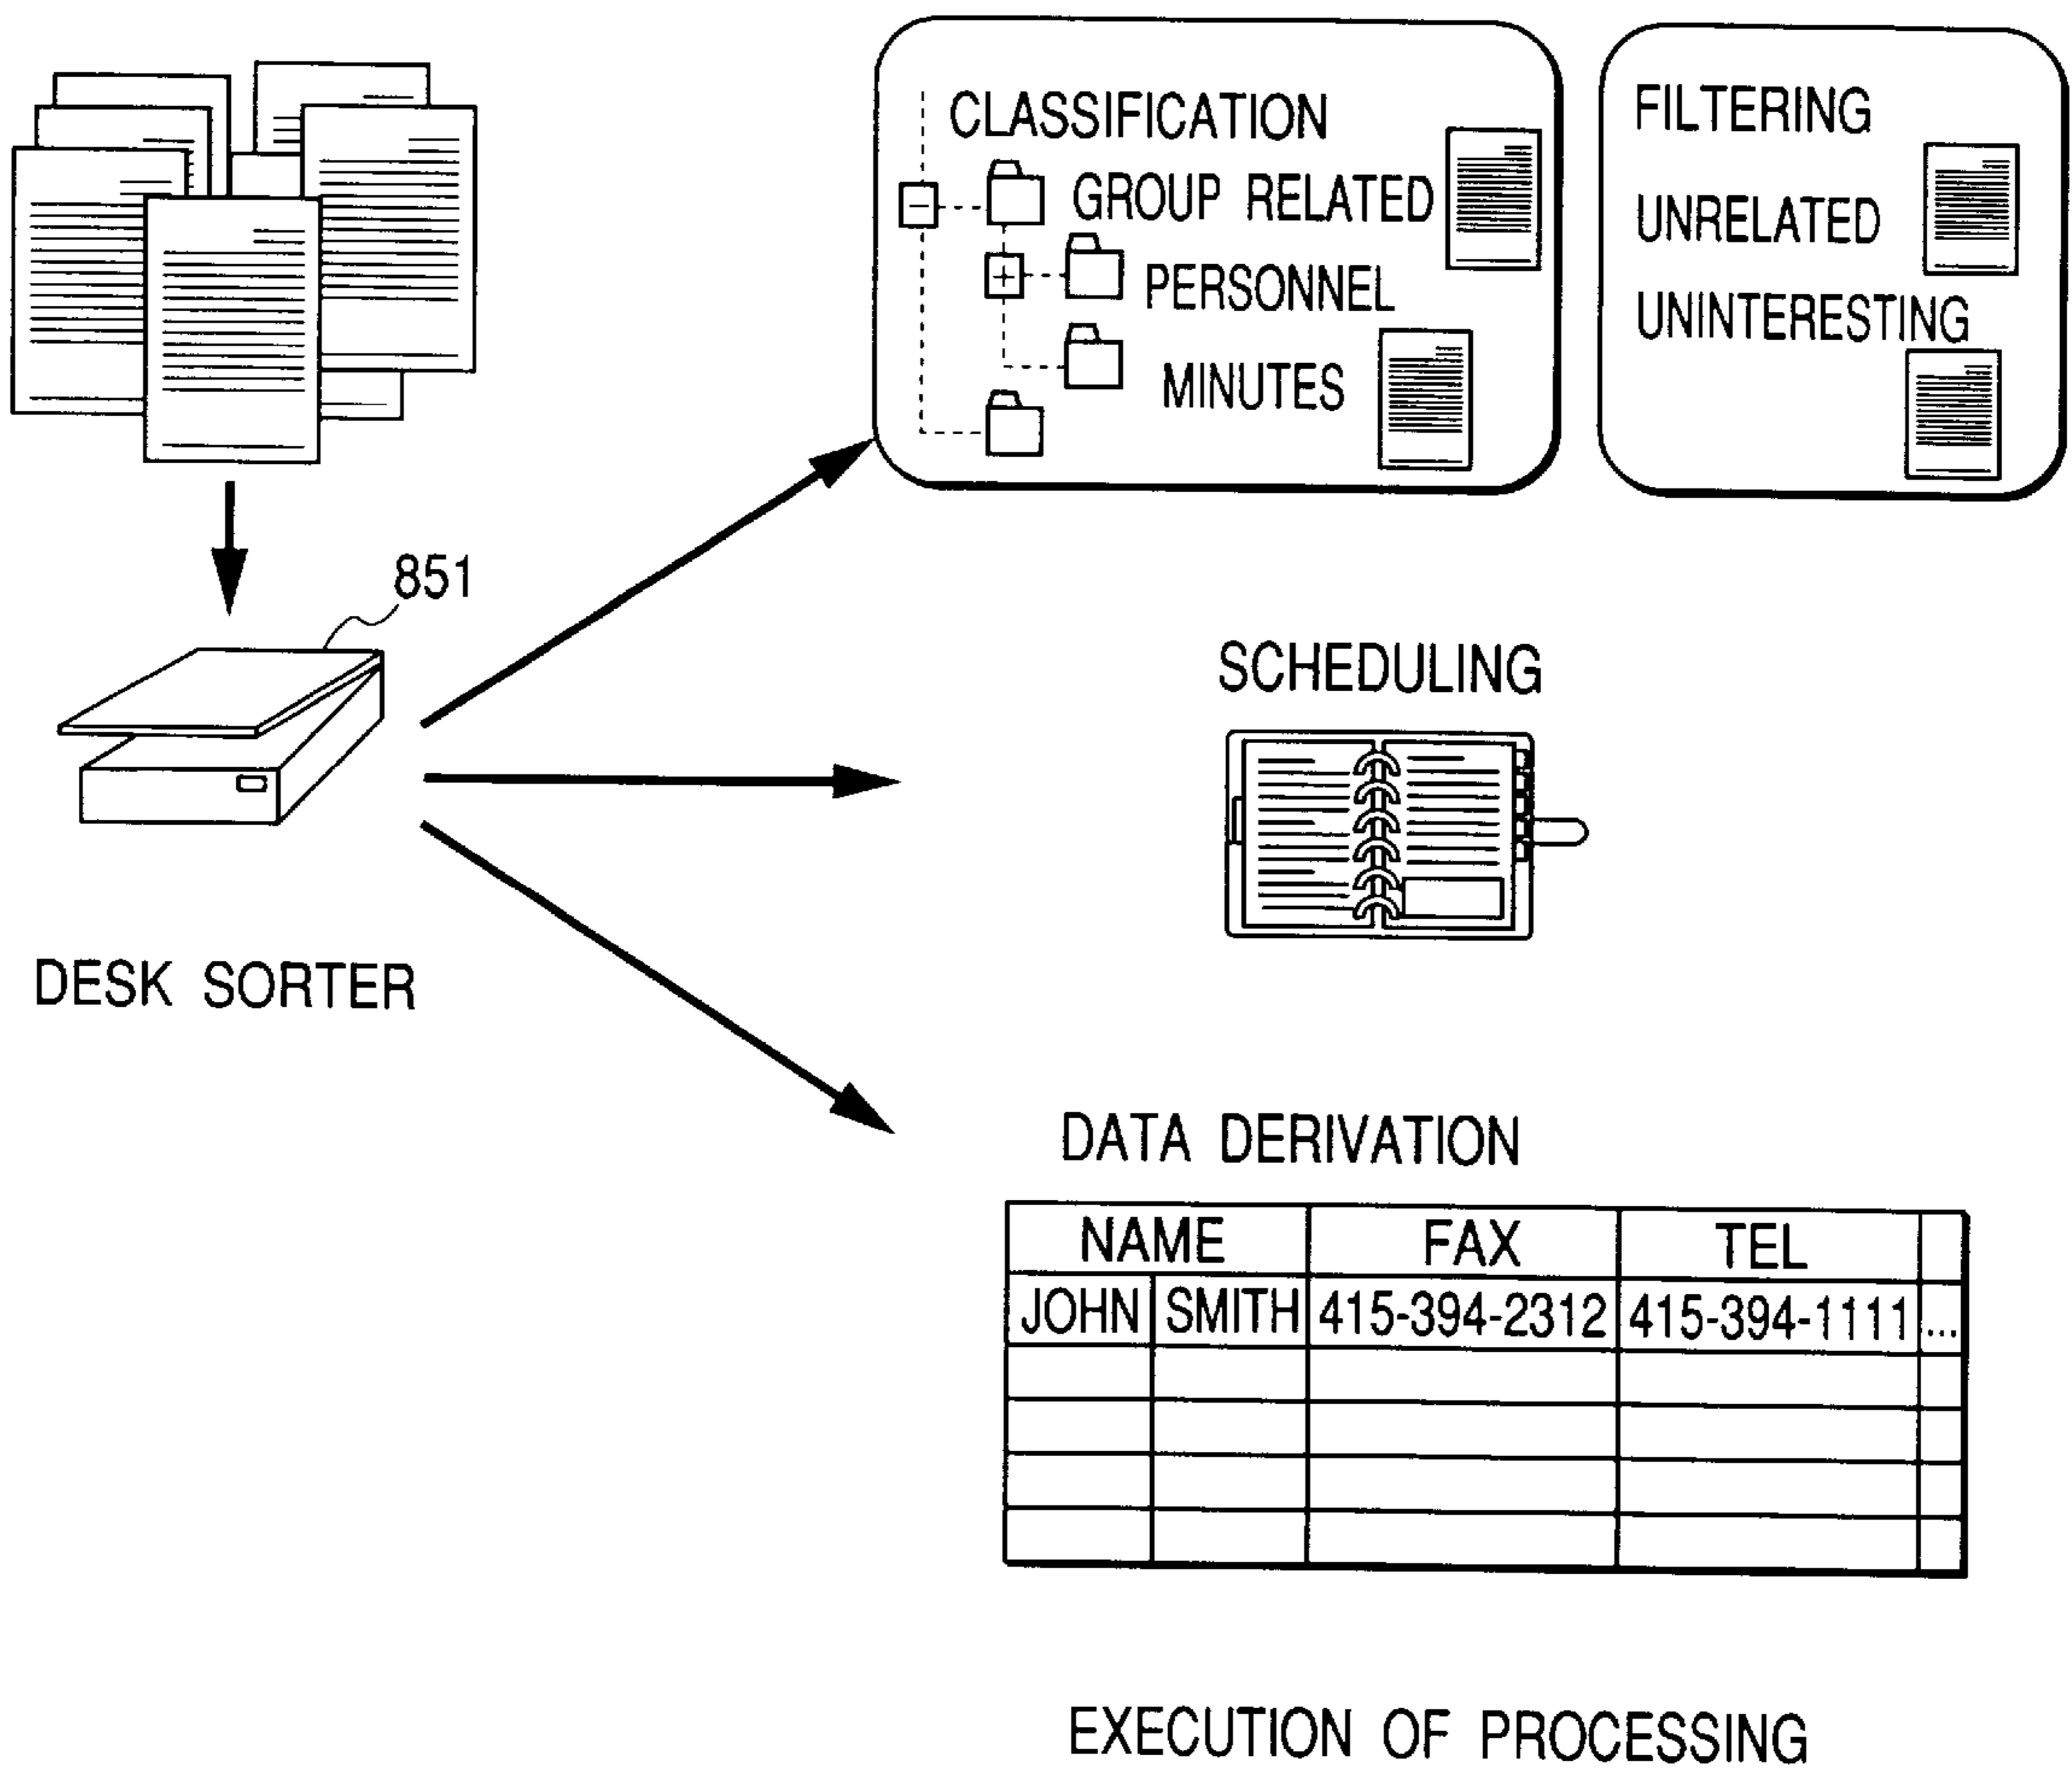 CLASSIFICATION
GROUP RELATED
PERSONNEL
MINUTES
FILTERING
UNRELATED
UNINTERESTING
851
DESK SORTER
SCHEDULING
DATA DERIVATION
NAME FAX TEL
JOHN SMITH 415-394-2312 415-394-1111 ...
EXECUTION OF PROCESSING